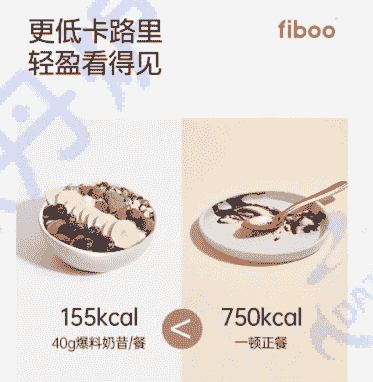 更低卡路里
轻盈看得见
fiboo
155kcal
<
750kcal
40g爆料奶昔/餐
一顿正餐